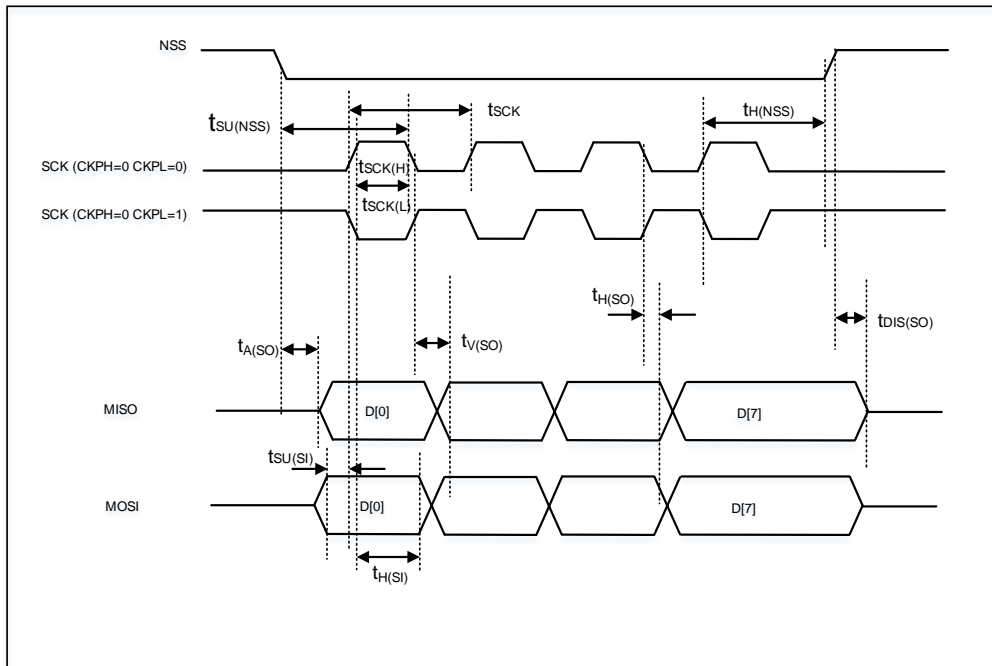 NSS
tSCK
tH(NSS)
tSU(NSS)
SCK (CKPH=0 CKPL=0)
tSCK(H)
tSCK(L)
SCK (CKPH=0 CKPL=1)
tH(SO)
tDIS(SO)
tA(SO)
tV(SO)
MISO
D[0]
D[7]
tSU(SI)
MOSI
D[0]
D[7]
tH(SI)